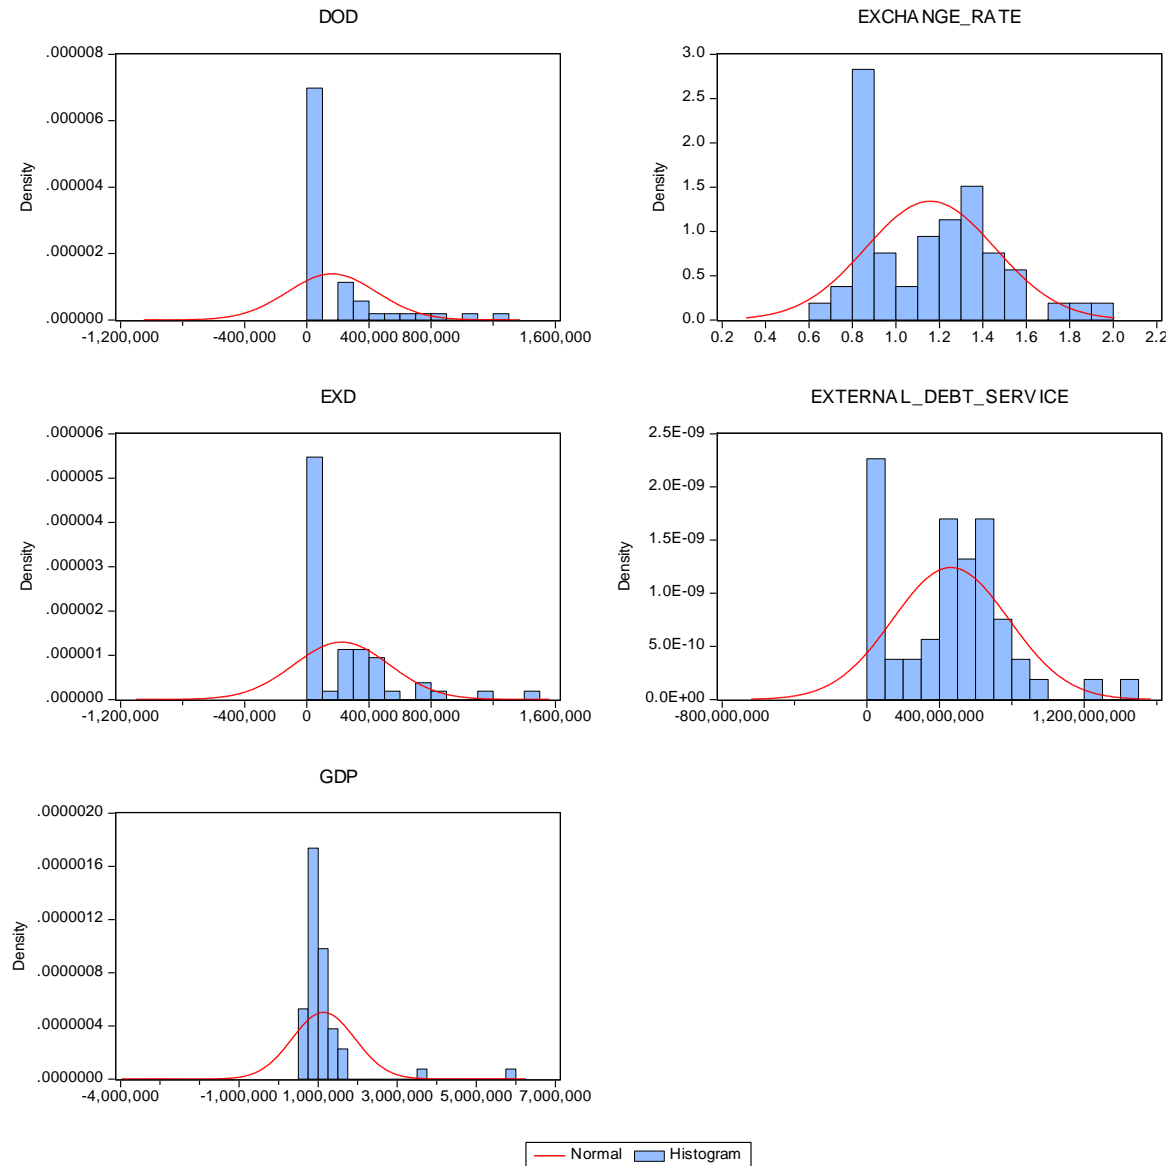 DOD
.000008
.000006
.000004
.000002
.000000
Density
-1,200,000 -400,000 0 400,000 800,000 1,600,000
EXCHANGE_RATE
3.0
2.5
2.0
1.5
1.0
0.5
0.0
Density
0.2 0.4 0.6 0.8 1.0 1.2 1.4 1.6 1.8 2.0 2.2
EXD
.000006
.000005
.000004
.000003
.000002
.000001
.000000
Density
-1,200,000 -400,000 0 400,000 800,000 1,600,000
EXTERNAL_DEBT_SERVICE
2.5E-09
2.0E-09
1.5E-09
1.0E-09
5.0E-10
0.0E+00
Density
-800,000,000 0 400,000,000 1,200,000,000
GDP
.0000020
.0000016
.0000012
.0000008
.0000004
.0000000
Density
-4,000,000 -1,000,000 1,000,000 3,000,000 5,000,000 7,000,000
Normal Histogram